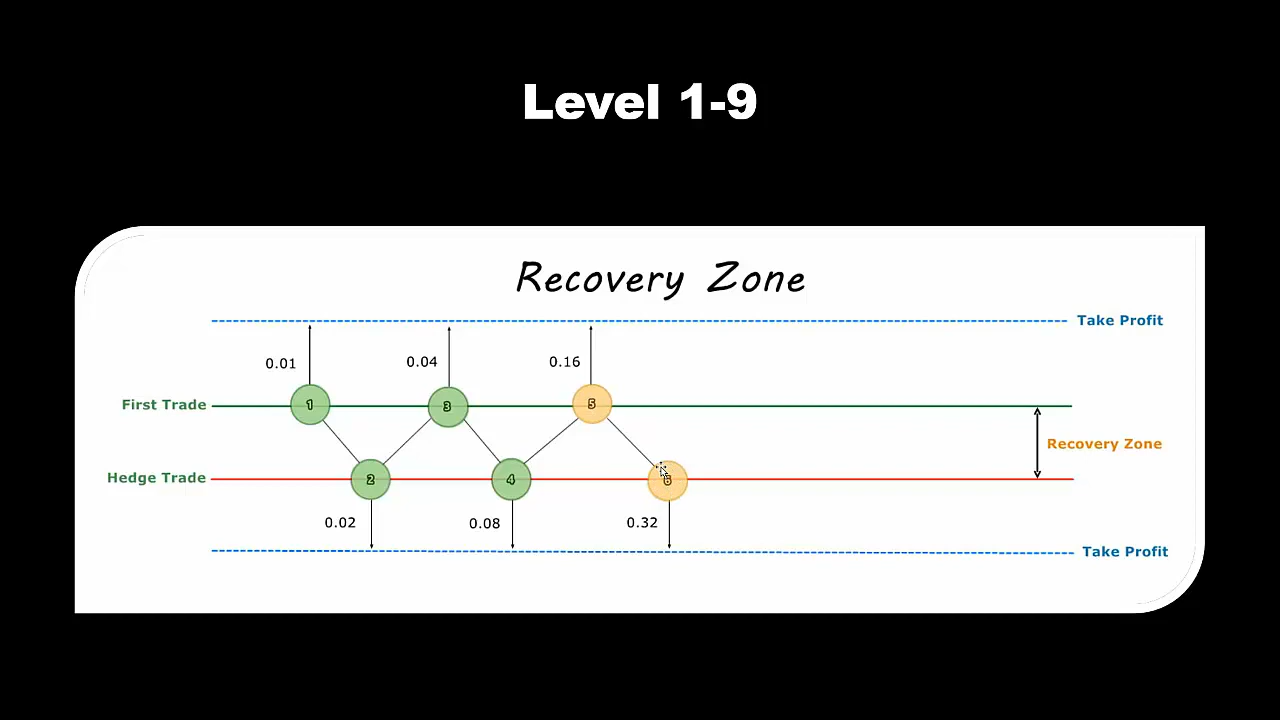 Level 1-9
Recovery Zone
Take Profit
0.01
0.04
0.16
First Trade
1
3
5
Recovery Zone
Hedge Trade
2
4
6
0.02
0.08
0.32
Take Profit